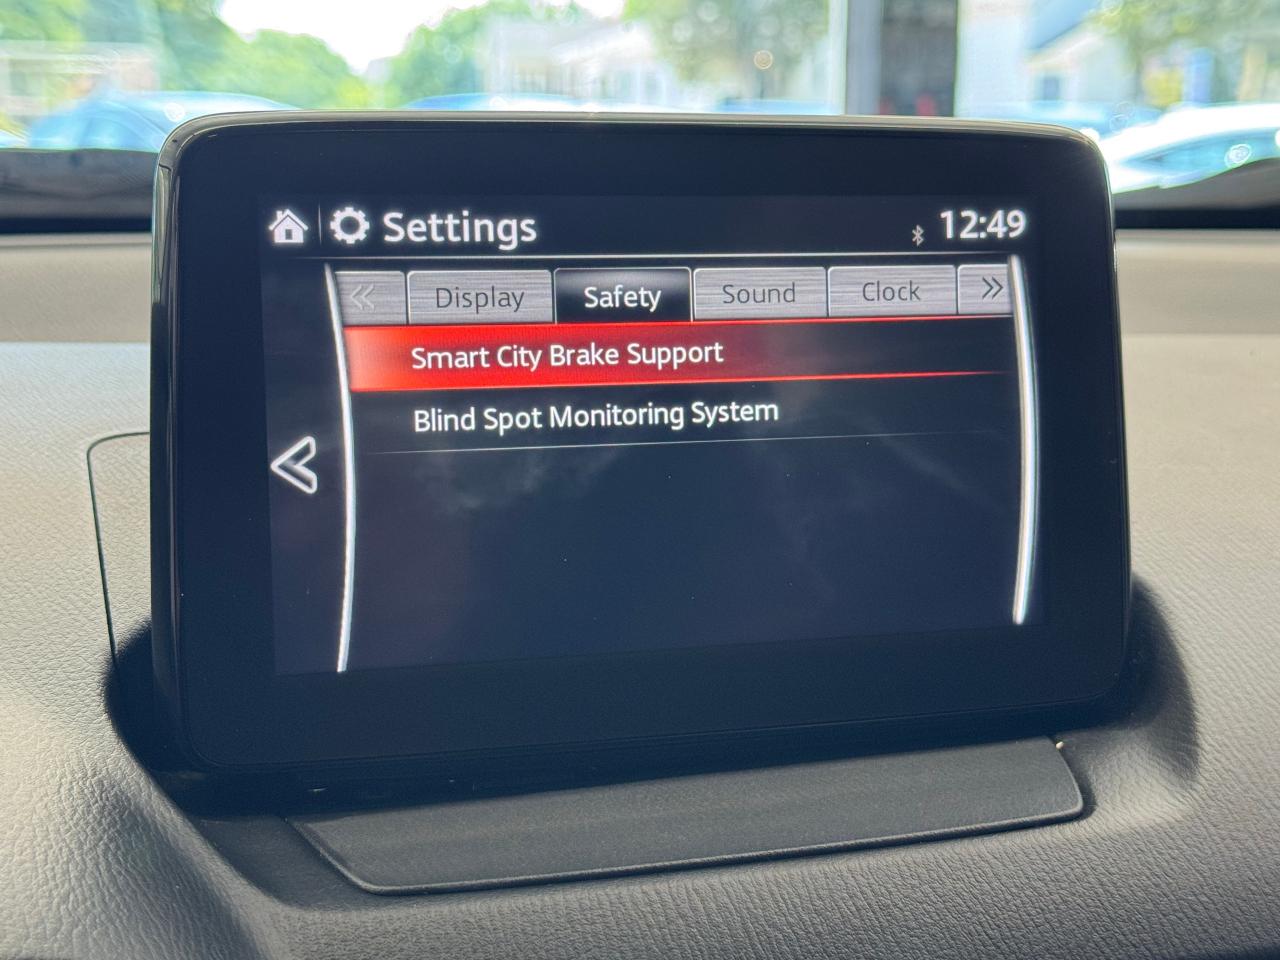 Settings
12:49
Display
Safety
Sound
Clock
Smart City Brake Support
Blind Spot Monitoring System